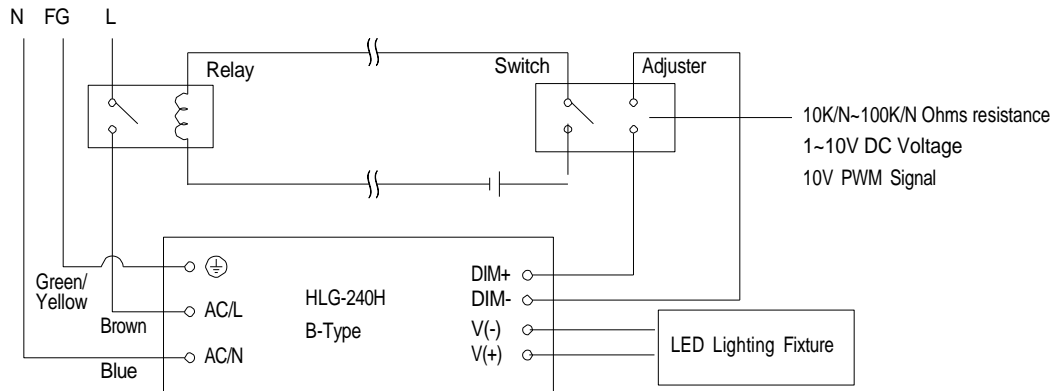 N FG L
Relay
Switch
Adjuster
10K/N~100K/N Ohms resistance
1~10V DC Voltage
10V PWM Signal
Green/
Yellow
Brown
Blue
AC/L
AC/N
HLG-240H
B-Type
DIM+
DIM-
V(-)
V(+)
LED Lighting Fixture